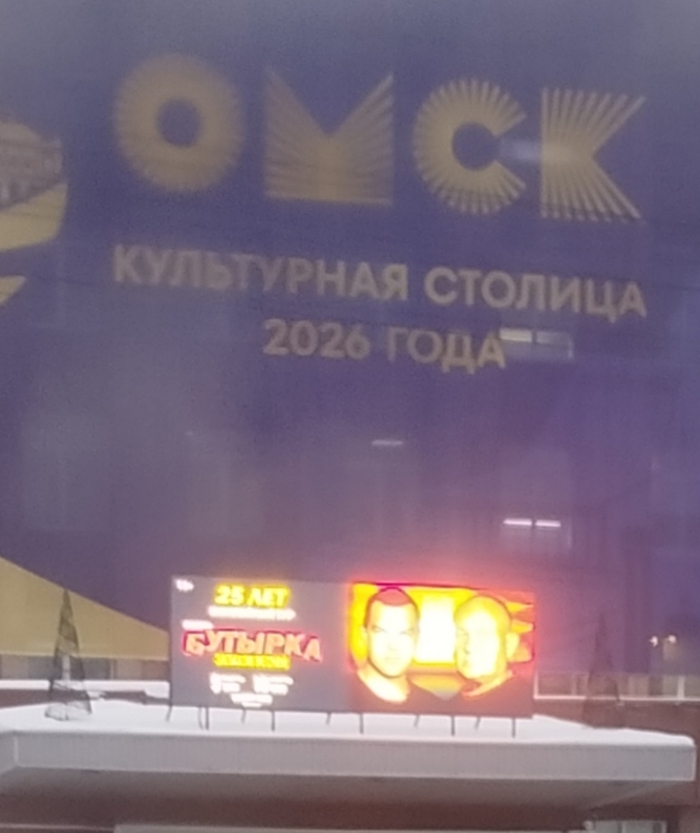 ОМСК
КУЛЬТУРНАЯ СТОЛИЦА
2026 ГОДА
25 ЛЕТ
БУТЫРКА